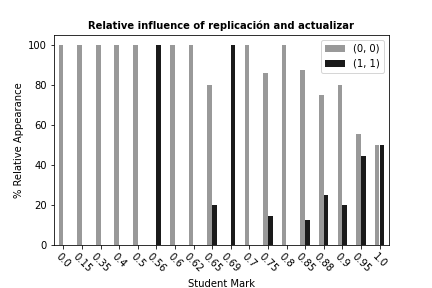 Relative influence of replicación and actualizar
(0, 0)
(1, 1)
% Relative Appearance
100
80
60
40
20
0
0.0 0.15 0.35 0.4 0.5 0.56 0.6 0.62 0.65 0.69 0.7 0.75 0.8 0.85 0.88 0.9 0.95 1.0
Student Mark